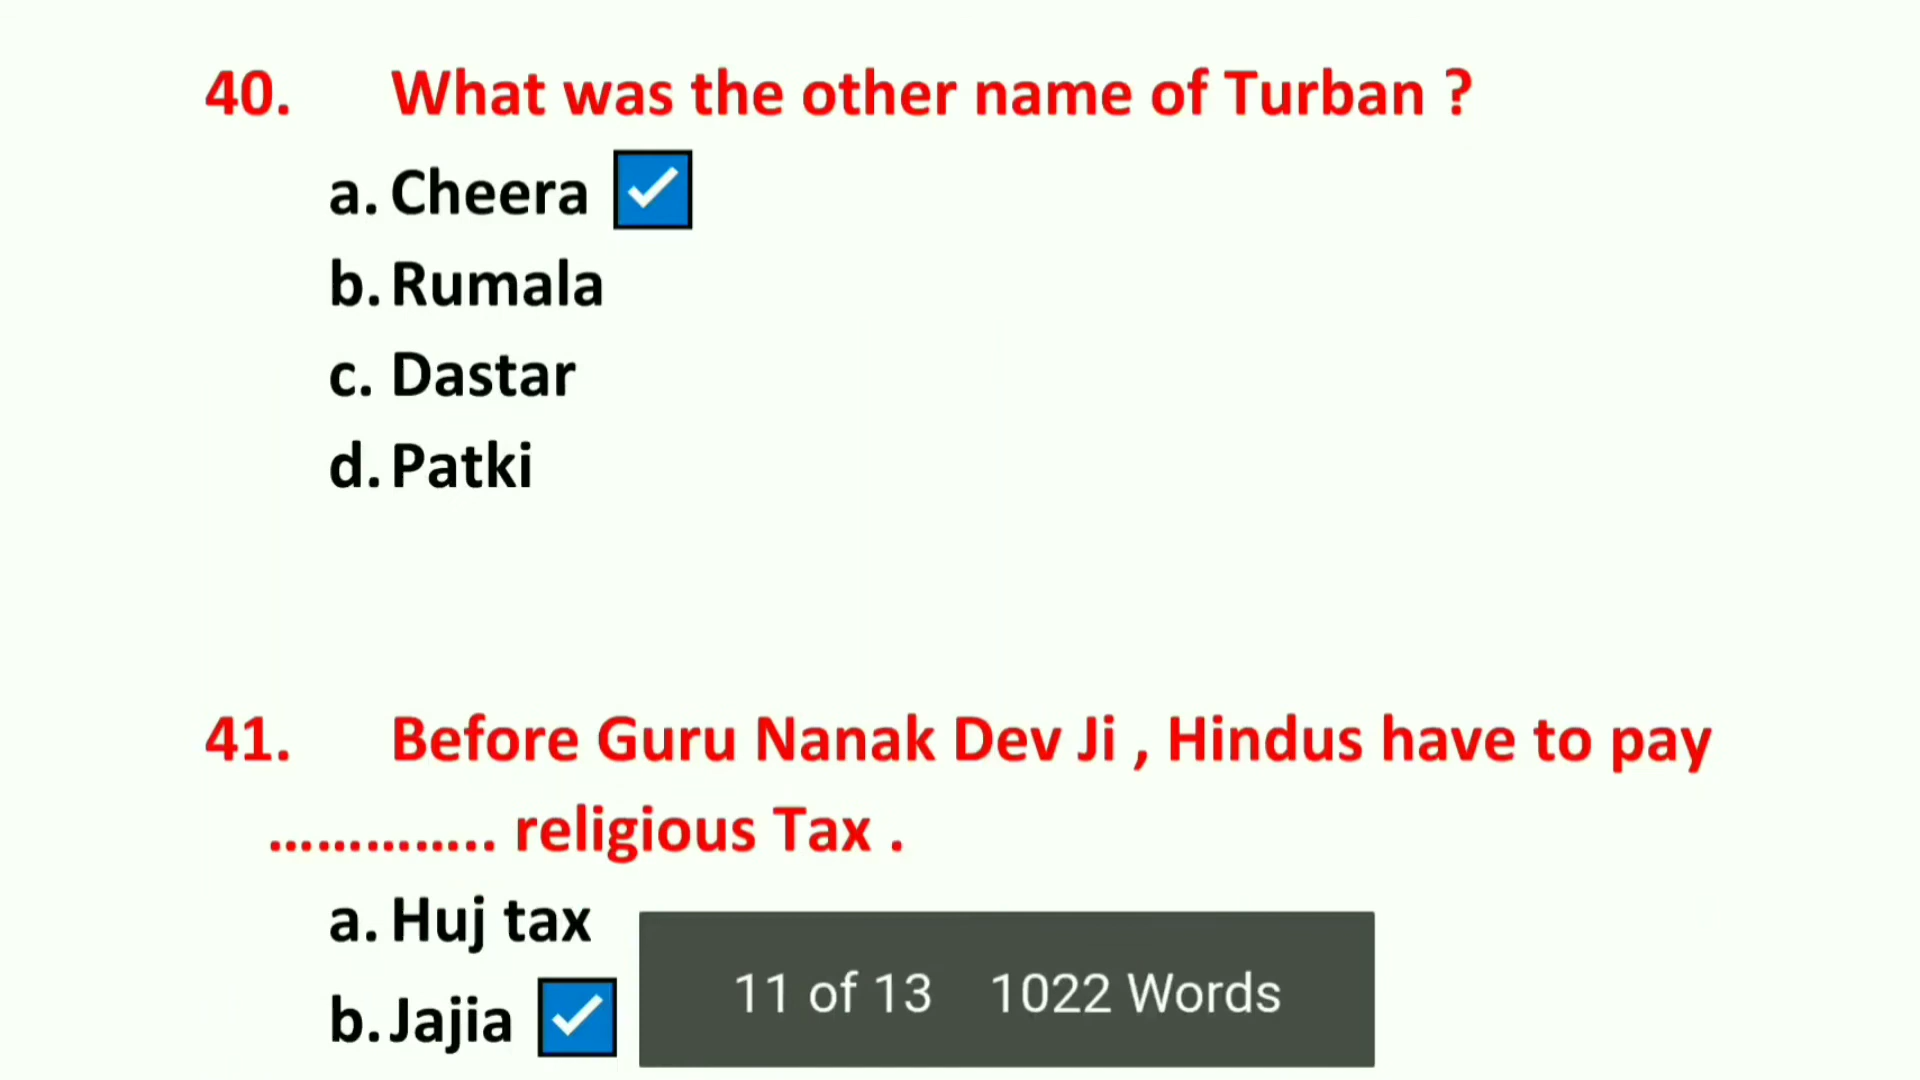 40. What was the other name of Turban ?
a. Cheera
b. Rumala
c. Dastar
d. Patki
41. Before Guru Nanak Dev Ji , Hindus have to pay
………….. religious Tax .
a. Huj tax
b. Jajia
11 of 13 1022 Words